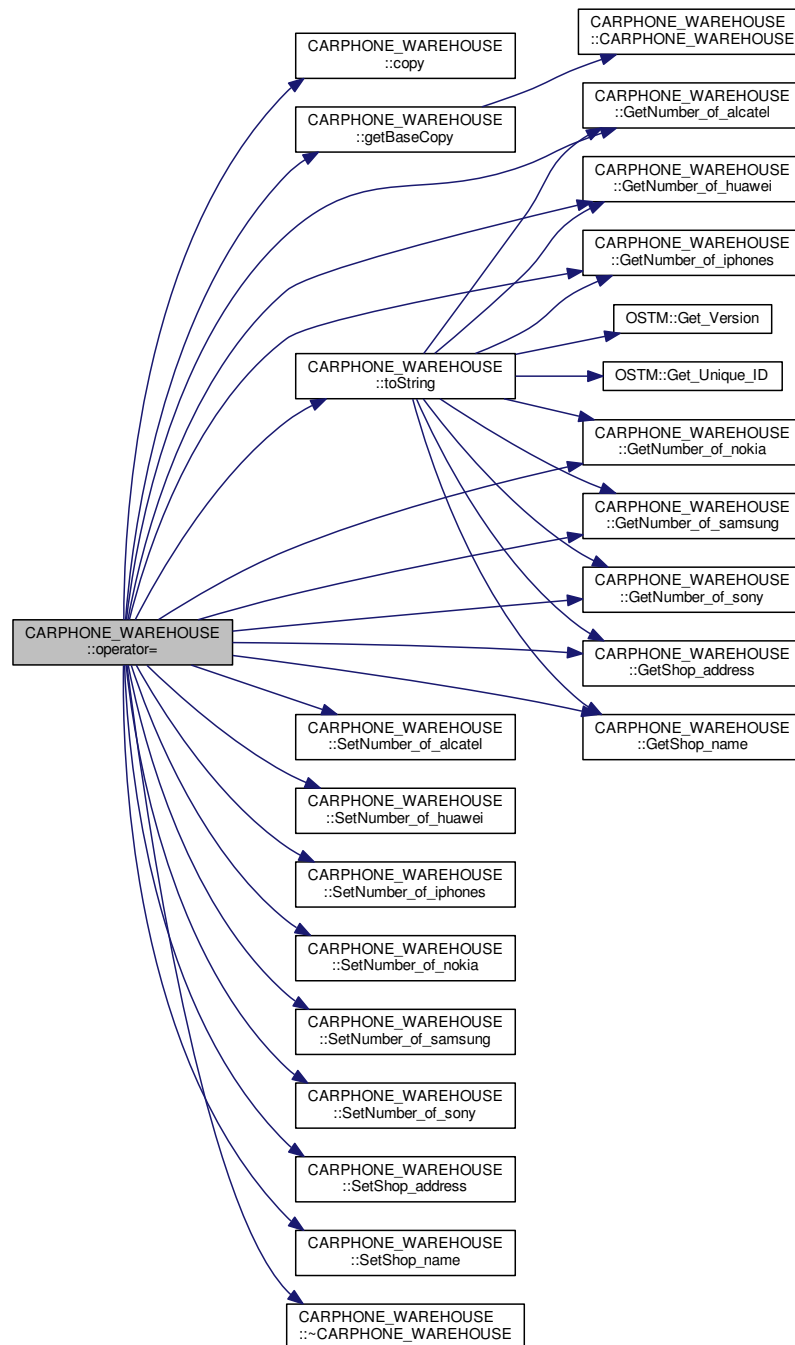 CARPHONE_WAREHOUSE
::operator=
CARPHONE_WAREHOUSE
::copy
CARPHONE_WAREHOUSE
::getBaseCopy
CARPHONE_WAREHOUSE
::toString
CARPHONE_WAREHOUSE
::SetNumber_of_alcatel
CARPHONE_WAREHOUSE
::SetNumber_of_huawei
CARPHONE_WAREHOUSE
::SetNumber_of_iphones
CARPHONE_WAREHOUSE
::SetNumber_of_nokia
CARPHONE_WAREHOUSE
::SetNumber_of_samsung
CARPHONE_WAREHOUSE
::SetNumber_of_sony
CARPHONE_WAREHOUSE
::SetShop_address
CARPHONE_WAREHOUSE
::SetShop_name
CARPHONE_WAREHOUSE
::~CARPHONE_WAREHOUSE
CARPHONE_WAREHOUSE
::CARPHONE_WAREHOUSE
CARPHONE_WAREHOUSE
::GetNumber_of_alcatel
CARPHONE_WAREHOUSE
::GetNumber_of_huawei
CARPHONE_WAREHOUSE
::GetNumber_of_iphones
OSTM::Get_Version
OSTM::Get_Unique_ID
CARPHONE_WAREHOUSE
::GetNumber_of_nokia
CARPHONE_WAREHOUSE
::GetNumber_of_samsung
CARPHONE_WAREHOUSE
::GetNumber_of_sony
CARPHONE_WAREHOUSE
::GetShop_address
CARPHONE_WAREHOUSE
::GetShop_name